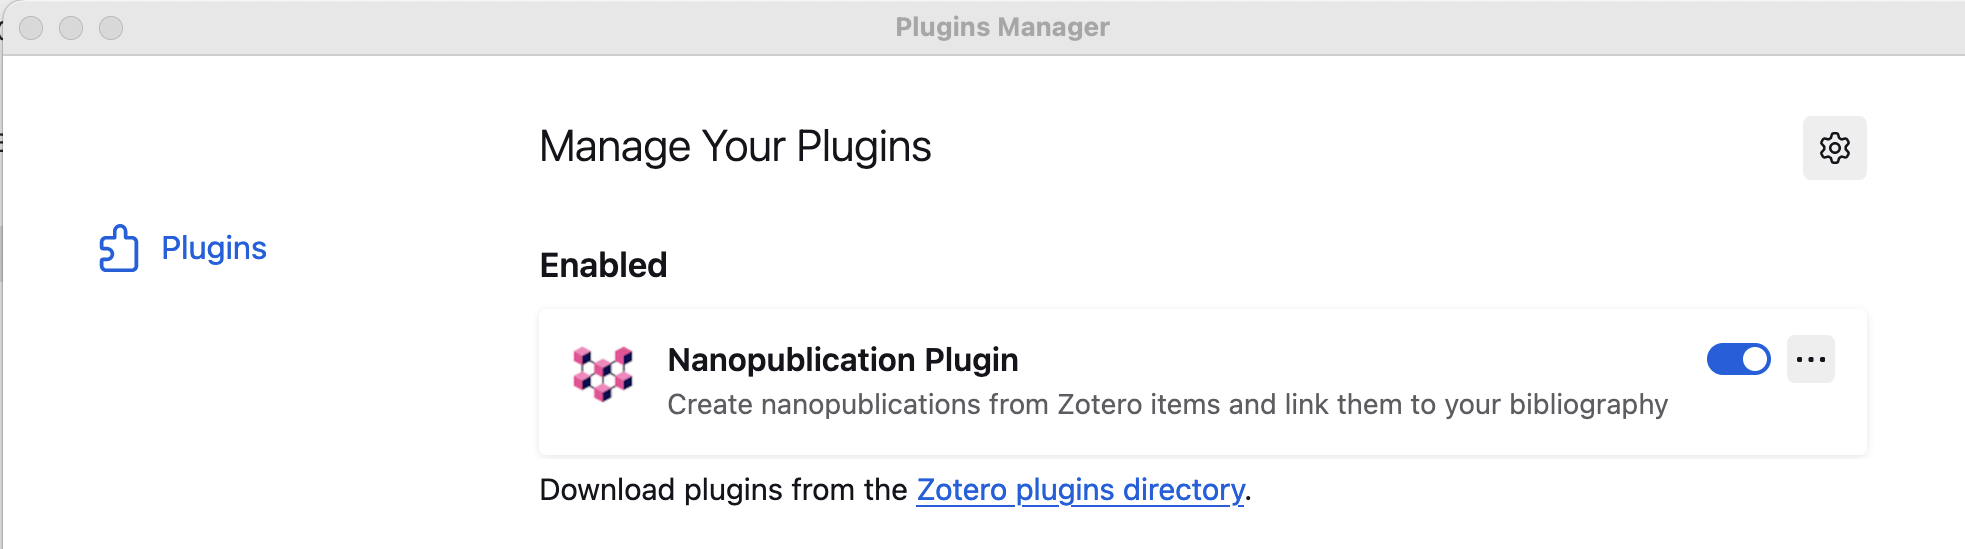 Plugins Manager
Manage Your Plugins
Plugins
Enabled
Nanopublication Plugin
Create nanopublications from Zotero items and link them to your bibliography
Download plugins from the Zotero plugins directory.